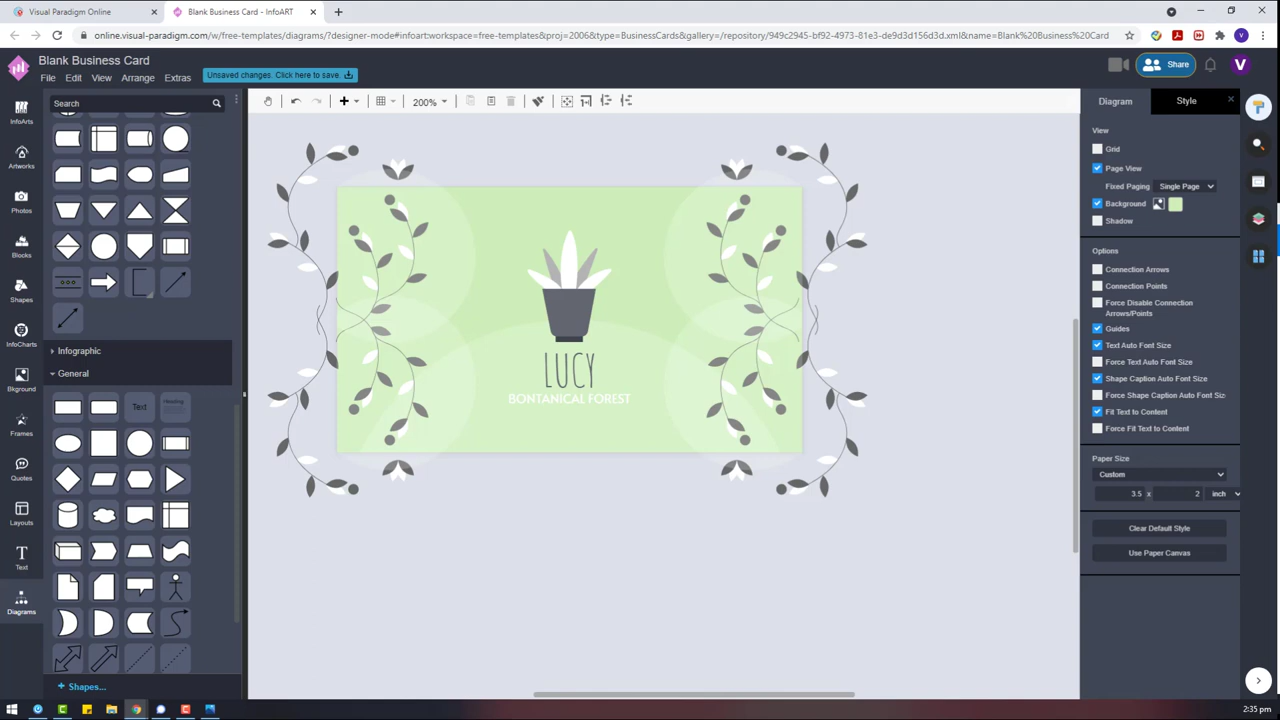 Visual Paradigm Online
Blank Business Card - InfoART
online.visual-paradigm.com/w/free-templates/diagrams/?designer-mode#infoart:workspace=free-templates&proj=2006&type=BusinessCards&gallery=/repository/949c2945-bf92-4973-81e3-de9d3d156d3d.xml&name=Blank%20Business%20Card
Blank Business Card
File Edit View Arrange Extras
Unsaved changes. Click here to save.
Share
V
V
Search
200%
Diagram Style
InfoArts
Artworks
Photos
Blocks
Shapes
InfoCharts
Bkground
Frames
Quotes
Layouts
Text
Diagrams
Infographic
General
Text
Heading
+ Shapes...
LUCY
BONTANICAL FOREST
View
Grid
Page View
Fixed Paging Single Page
Background
Shadow
Options
Connection Arrows
Connection Points
Force Disable Connection
Arrows/Points
Guides
Text Auto Font Size
Force Text Auto Font Size
Shape Caption Auto Font Size
Force Shape Caption Auto Font Siz
Fit Text to Content
Force Fit Text to Content
Paper Size
Custom
3.5 x 2 inch
Clear Default Style
Use Paper Canvas
2:35 pm